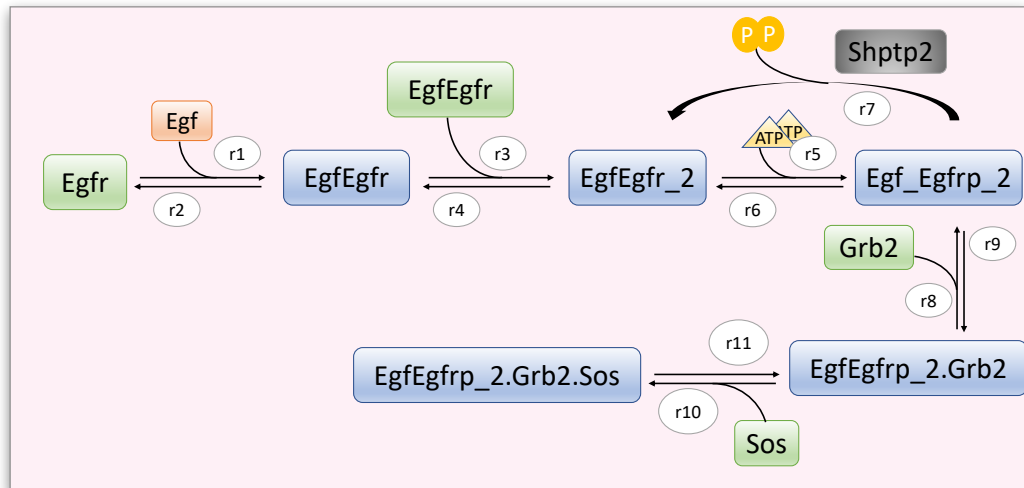 P P
Shptp2
EgfEgfr
r7
Egf
ATP TP
r1
r3
r5
Egfr
EgfEgfr
EgfEgfr_2
Egf_Egfrp_2
r2
r4
r6
Grb2
r9
r8
r11
EgfEgfrp_2.Grb2.Sos
EgfEgfrp_2.Grb2
r10
Sos